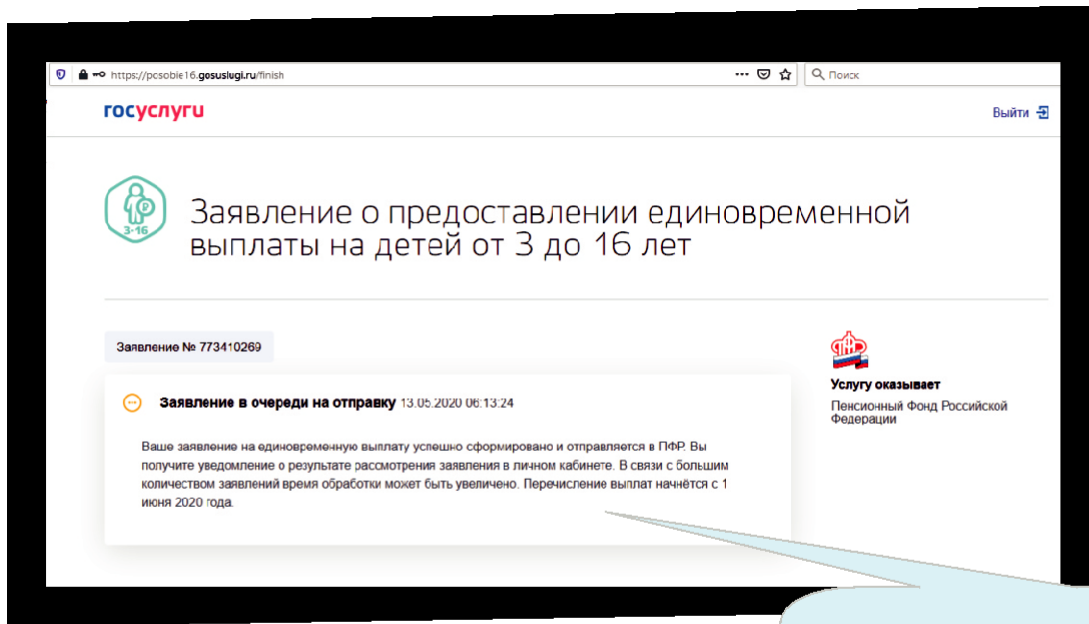 https://posobie16.gosuslugi.ru/finish
Поиск
госуслуги
Выйти
3-16
Заявление о предоставлении единовременной
выплаты на детей от 3 до 16 лет
Заявление № 773410269
Заявление в очереди на отправку 13.05.2020 06:13:24
Ваше заявление на единовременную выплату успешно сформировано и отправляется в ПФР. Вы
получите уведомление о результате рассмотрения заявления в личном кабинете. В связи с большим
количеством заявлений время обработки может быть увеличено. Перечисление выплат начнётся с 1
июня 2020 года.
Услугу оказывает
Пенсионный Фонд Российской
Федерации